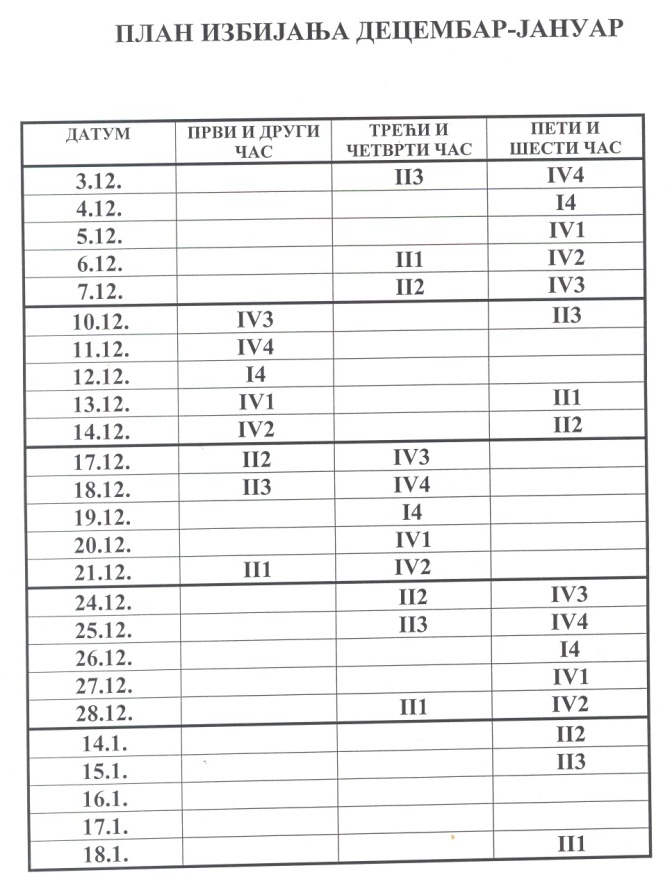 ПЛАН ИЗБИЈАЊА ДЕЦЕМБАР-ЈАНУАР
ДАТУМ ПРВИ И ДРУГИ ЧАС ТРЕЋИ И ЧЕТВРТИ ЧАС ПЕТИ И ШЕСТИ ЧАС
3.12. II3 IV4
4.12. I4
5.12. IV1
6.12. II1 IV2
7.12. II2 IV3
10.12. IV3 II3
11.12. IV4
12.12. I4
13.12. IV1 II1
14.12. IV2 II2
17.12. II2 IV3
18.12. II3 IV4
19.12. I4
20.12. IV1
21.12. II1 IV2
24.12. II2 IV3
25.12. II3 IV4
26.12. I4
27.12. IV1
28.12. II1 IV2
14.1. II2
15.1. II3
16.1.
17.1.
18.1. II1